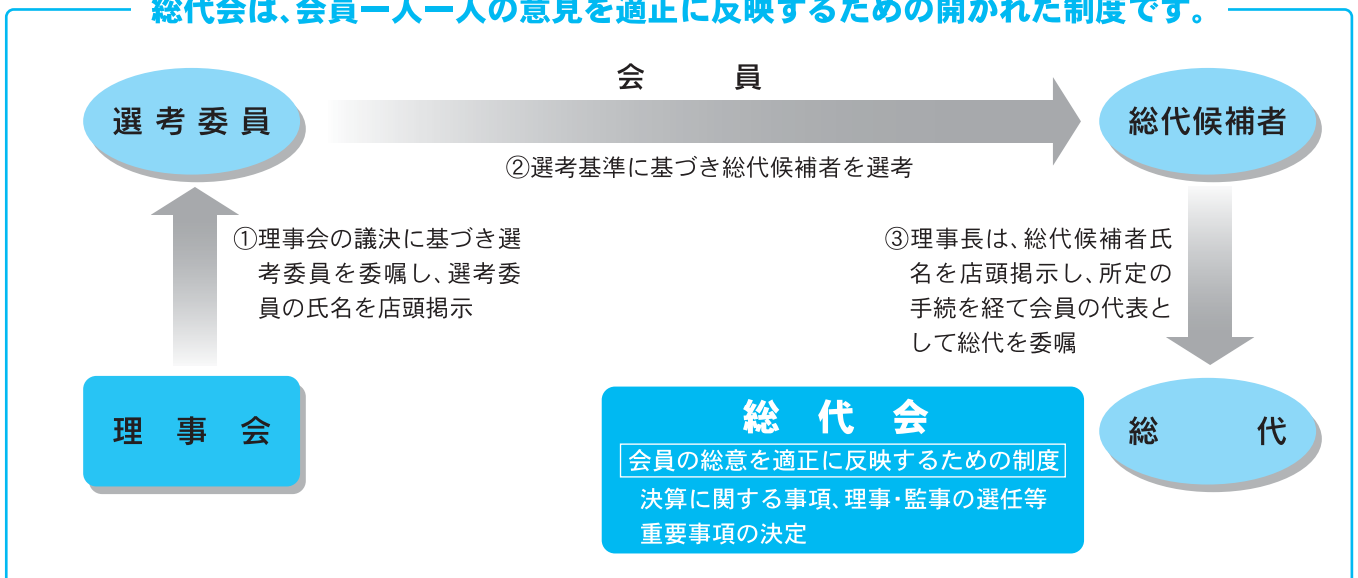 総代会は、会員一人一人の意見を適正に反映するための開かれた制度です。
会員
選考委員
総代候補者
②選考基準に基づき総代候補者を選考
①理事会の議決に基づき選
考委員を委嘱し、選考委
員の氏名を店頭掲示
③理事長は、総代候補者氏
名を店頭掲示し、所定の
手続を経て会員の代表と
して総代を委嘱
理事会
総代会
会員の総意を適正に反映するための制度
決算に関する事項、理事・監事の選任等
重要事項の決定
総代